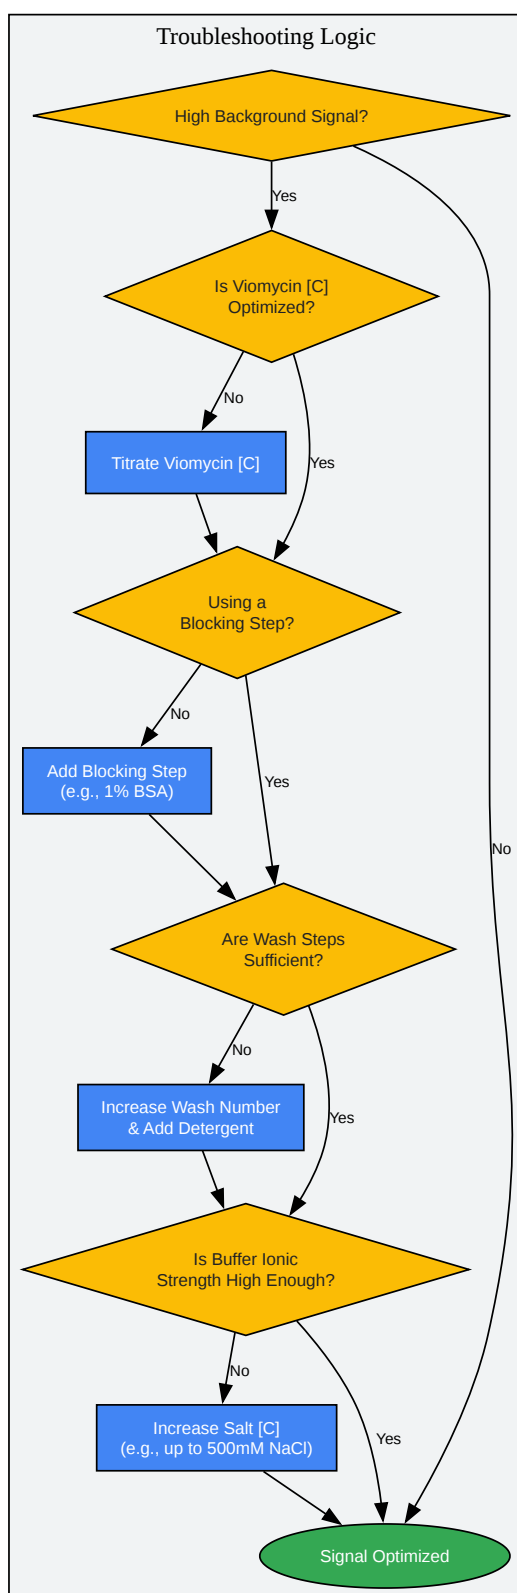 Troubleshooting Logic
High Background Signal?
Yes
Is Viomycin [C]
Optimized?
No
Titrate Viomycin [C]
Yes
Using a
Blocking Step?
No
Add Blocking Step
(e.g., 1% BSA)
Yes
No
Are Wash Steps
Sufficient?
No
Increase Wash Number
& Add Detergent
Yes
Is Buffer Ionic
Strength High Enough?
No
Increase Salt [C]
(e.g., up to 500mM NaCl)
Yes
Signal Optimized